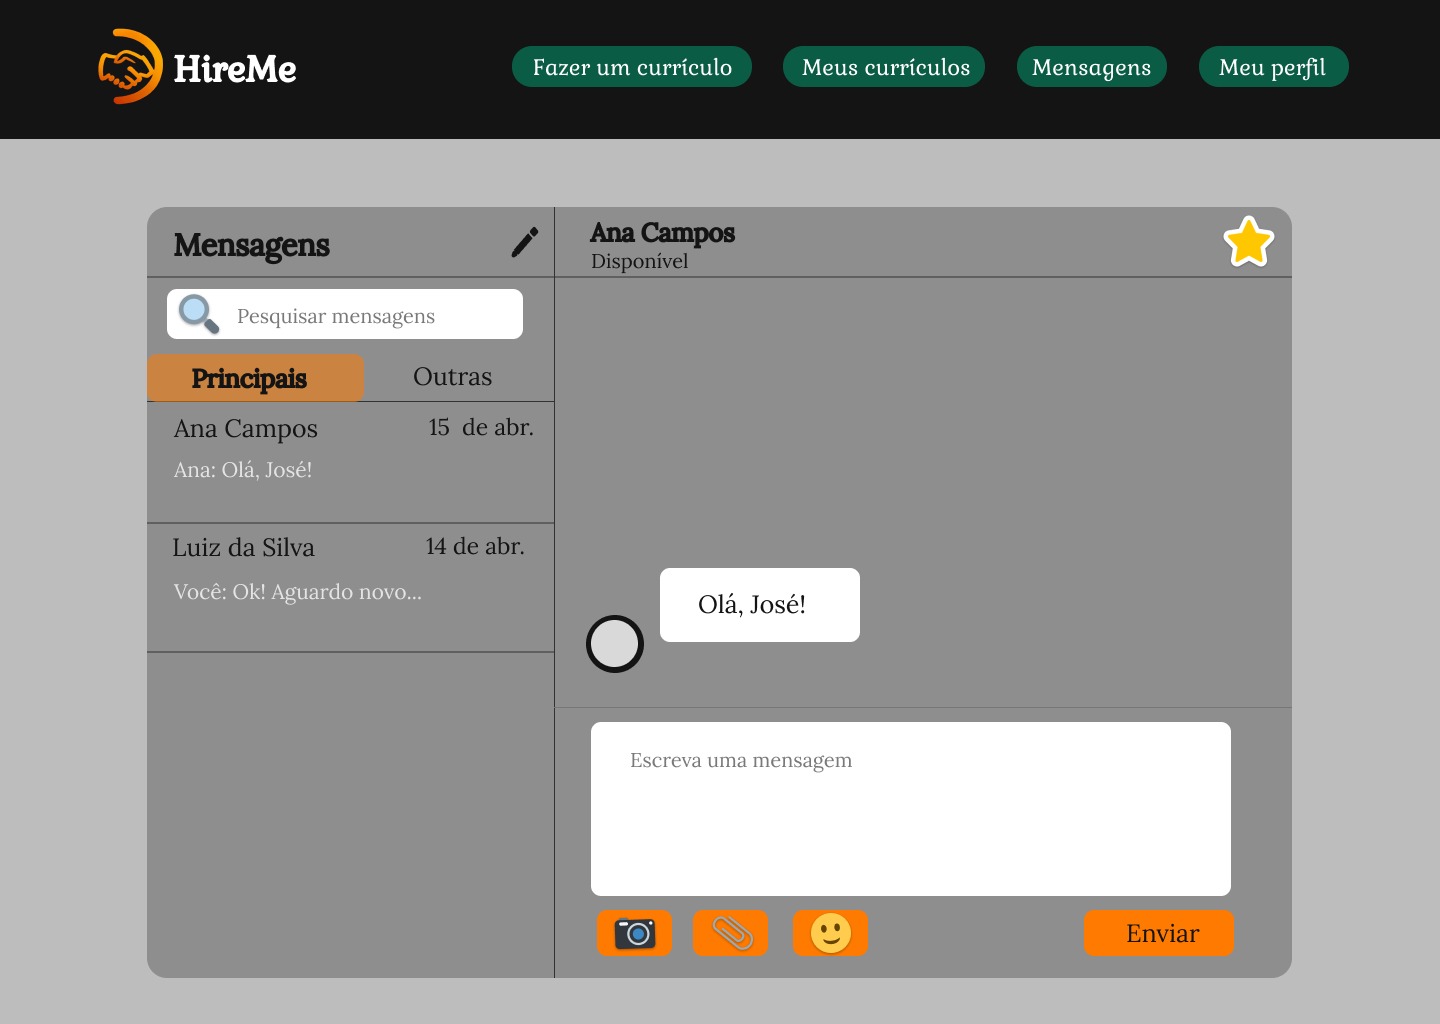 HireMe
Fazer um currículo
Meus currículos
Mensagens
Meu perfil
Mensagens
Pesquisar mensagens
Principais
Outras
Ana Campos
15 de abr.
Ana: Olá, José!
Luiz da Silva
14 de abr.
Você: Ok! Aguardo novo...
Ana Campos
Disponível
Olá, José!
Escreva uma mensagem
Enviar